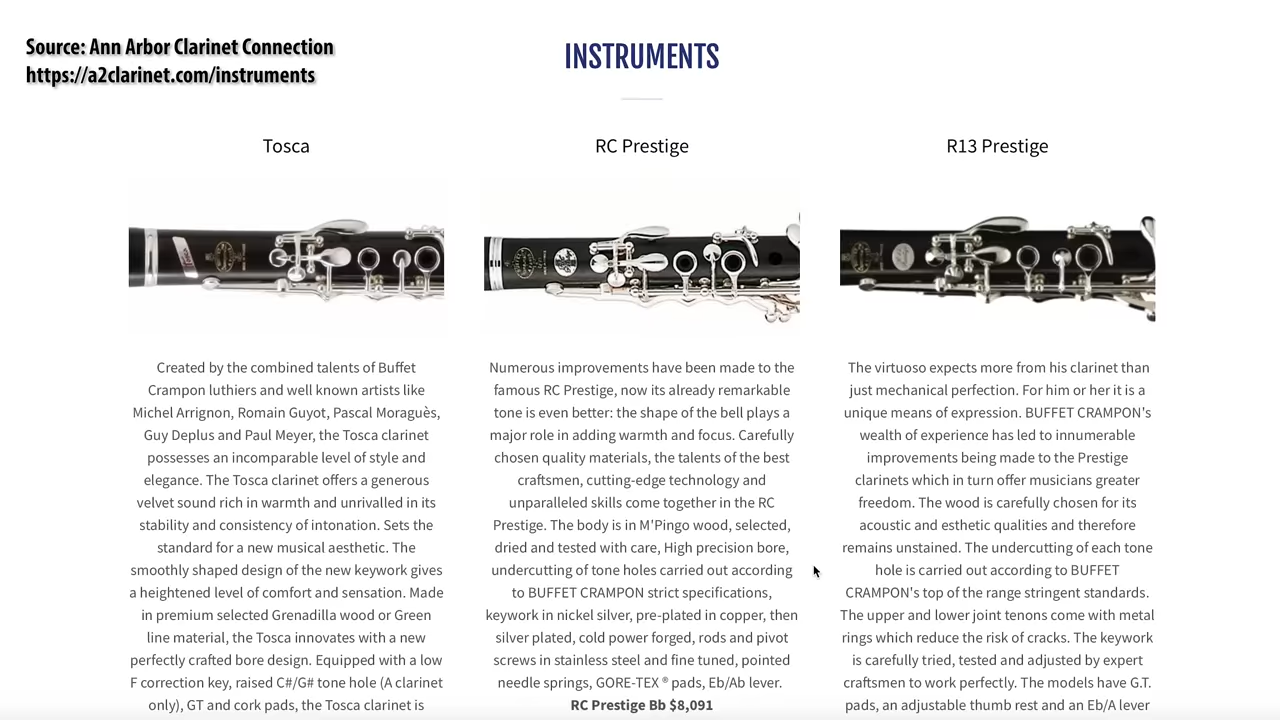 Source: Ann Arbor Clarinet Connection
https://a2clarinet.com/instruments
INSTRUMENTS
Tosca
Created by the combined talents of Buffet
Crampon luthiers and well known artists like
Michel Arrignon, Romain Guyot, Pascal Moraguès,
Guy Deplus and Paul Meyer, the Tosca clarinet
possesses an incomparable level of style and
elegance. The Tosca clarinet offers a generous
velvet sound rich in warmth and unrivalled in its
stability and consistency of intonation. Sets the
standard for a new musical aesthetic. The
smoothly shaped design of the new keywork gives
a heightened level of comfort and sensation. Made
in premium selected Grenadilla wood or Green
line material, the Tosca innovates with a new
perfectly crafted bore design. Equipped with a low
F correction key, raised C#/G# tone hole (A clarinet
only), GT and cork pads, the Tosca clarinet is
RC Prestige
Numerous improvements have been made to the
famous RC Prestige, now its already remarkable
tone is even better: the shape of the bell plays a
major role in adding warmth and focus. Carefully
chosen quality materials, the talents of the best
craftsmen, cutting-edge technology and
unparalleled skills come together in the RC
Prestige. The body is in M'Pingo wood, selected,
dried and tested with care, High precision bore,
undercutting of tone holes carried out according
to BUFFET CRAMPON strict specifications,
keywork in nickel silver, pre-plated in copper, then
silver plated, cold power forged, rods and pivot
screws in stainless steel and fine tuned, pointed
needle springs, GORE-TEX ® pads, Eb/Ab lever.
RC Prestige Bb $8,091
R13 Prestige
The virtuoso expects more from his clarinet than
just mechanical perfection. For him or her it is a
unique means of expression. BUFFET CRAMPON's
wealth of experience has led to innumerable
improvements being made to the Prestige
clarinets which in turn offer musicians greater
freedom. The wood is carefully chosen for its
acoustic and esthetic qualities and therefore
remains unstained. The undercutting of each tone
hole is carried out according to BUFFET
CRAMPON's top of the range stringent standards.
The upper and lower joint tenons come with metal
rings which reduce the risk of cracks. The keywork
is carefully tried, tested and adjusted by expert
craftsmen to work perfectly. The models have G.T.
pads, an adjustable thumb rest and an Eb/A lever